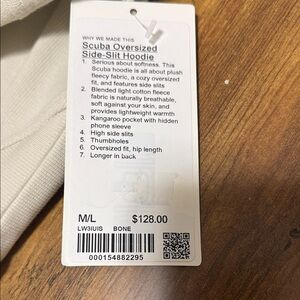 WHY WE MADE THIS
Scuba Oversized
Side-Slit Hoodie
1. Serious about softness. This
Scuba hoodie is all about plush
fleecy fabric, a cozy oversized
fit, and features side slits
2. Blended light cotton fleece
fabric is naturally breathable,
soft against your skin, and
provides lightweight warmth
3. Kangaroo pocket with hidden
phone sleeve
4. High side slits
5. Thumbholes
6. Oversized fit, hip length
7. Longer in back
M/L $128.00
LW3IUIS BONE
000154882295